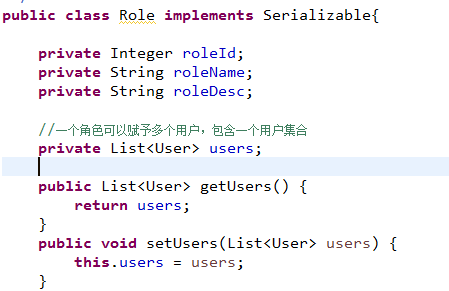 public class Role implements Serializable{
private Integer roleId;
private String roleName;
private String roleDesc;
//一个角色可以赋予多个用户，包含一个用户集合
private List<User> users;
public List<User> getUsers() {
return users;
}
public void setUsers(List<User> users) {
this.users = users;
}